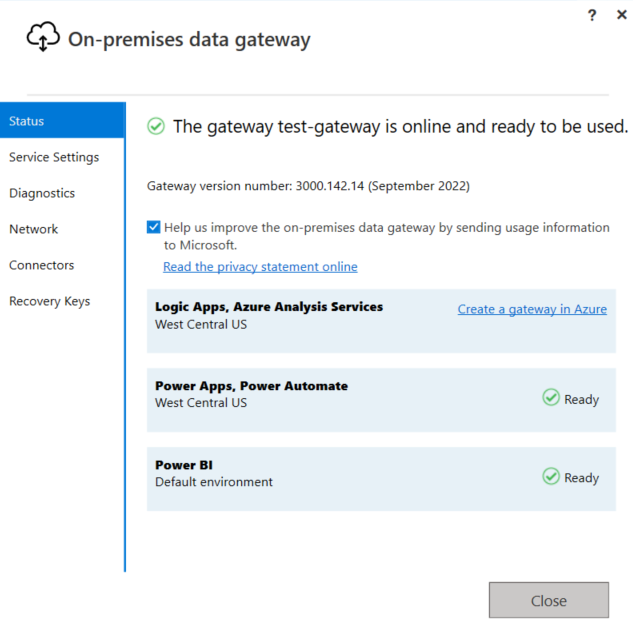 ? ×
On-premises data gateway
Status
Service Settings
Diagnostics
Network
Connectors
Recovery Keys
The gateway test-gateway is online and ready to be used.
Gateway version number: 3000.142.14 (September 2022)
Help us improve the on-premises data gateway by sending usage information
to Microsoft.
Read the privacy statement online
Logic Apps, Azure Analysis Services
West Central US
Create a gateway in Azure
Power Apps, Power Automate
West Central US
Ready
Power BI
Default environment
Ready
Close